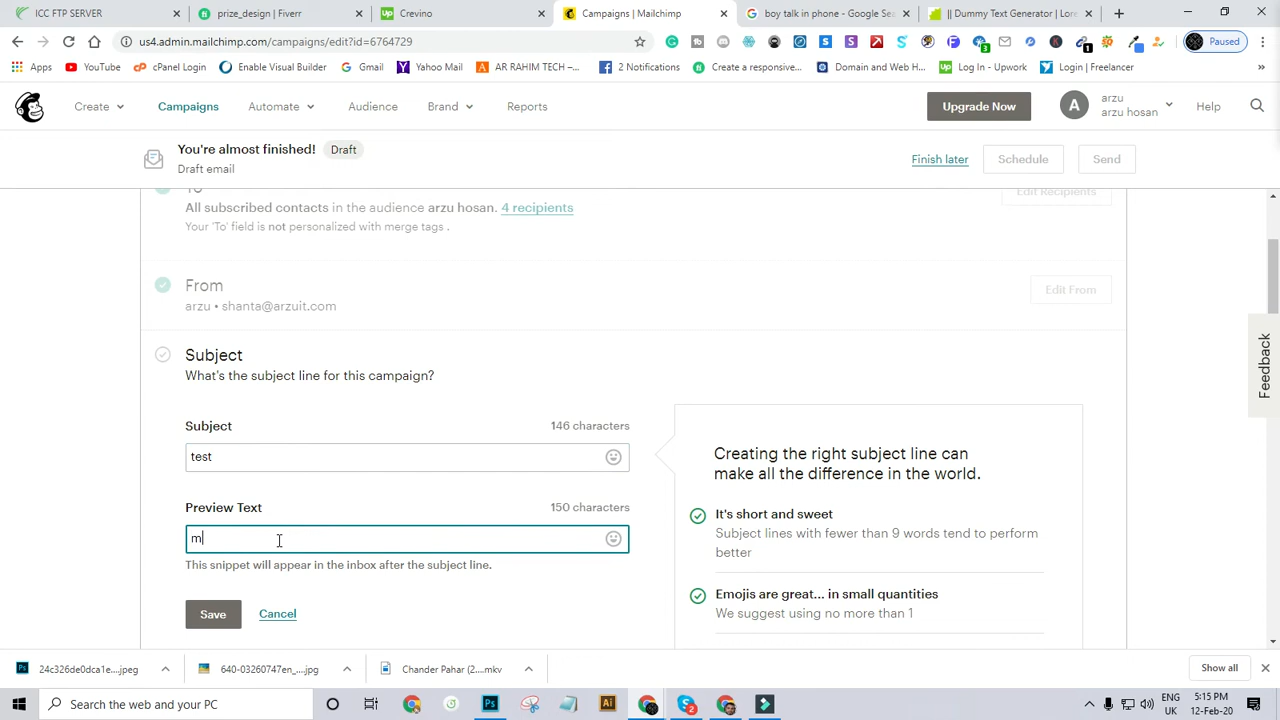 ICC FTP SERVER
prize_design | Fiverr
Crevino
Campaigns | Mailchimp
boy talk in phone - Google Sea
|| Dummy Text Generator | Lore
us4.admin.mailchimp.com/campaigns/edit?id=6764729
Paused
Apps
YouTube
cPanel Login
Enable Visual Builder
Gmail
Yahoo Mail
AR RAHIM TECH –...
2 Notifications
Create a responsive...
Domain and Web H...
Log In - Upwork
Login | Freelancer
»
Create
Campaigns
Automate
Audience
Brand
Reports
Upgrade Now
A
arzu
arzu hosan
Help
You're almost finished!
Draft
Draft email
Finish later
Schedule
Send
To
Edit Recipients
All subscribed contacts in the audience arzu hosan. 4 recipients
Your 'To' field is not personalized with merge tags .
From
arzu • shanta@arzuit.com
Edit From
Subject
What's the subject line for this campaign?
Subject
146 characters
test
Preview Text
150 characters
m
This snippet will appear in the inbox after the subject line.
Save
Cancel
Creating the right subject line can
make all the difference in the world.
It's short and sweet
Subject lines with fewer than 9 words tend to perform
better
Emojis are great... in small quantities
We suggest using no more than 1
Feedback
24c326de0dca1e....jpeg
640-03260747en_....jpg
Chander Pahar (2....mkv
Show all
Search the web and your PC
ENG
UK
5:15 PM
12-Feb-20